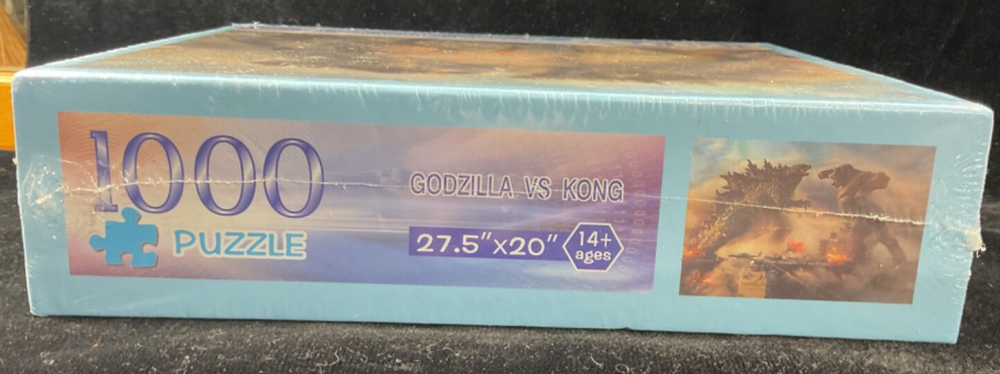 1000
PUZZLE
GODZILLA VS KONG
27.5"x20"
14+
ages